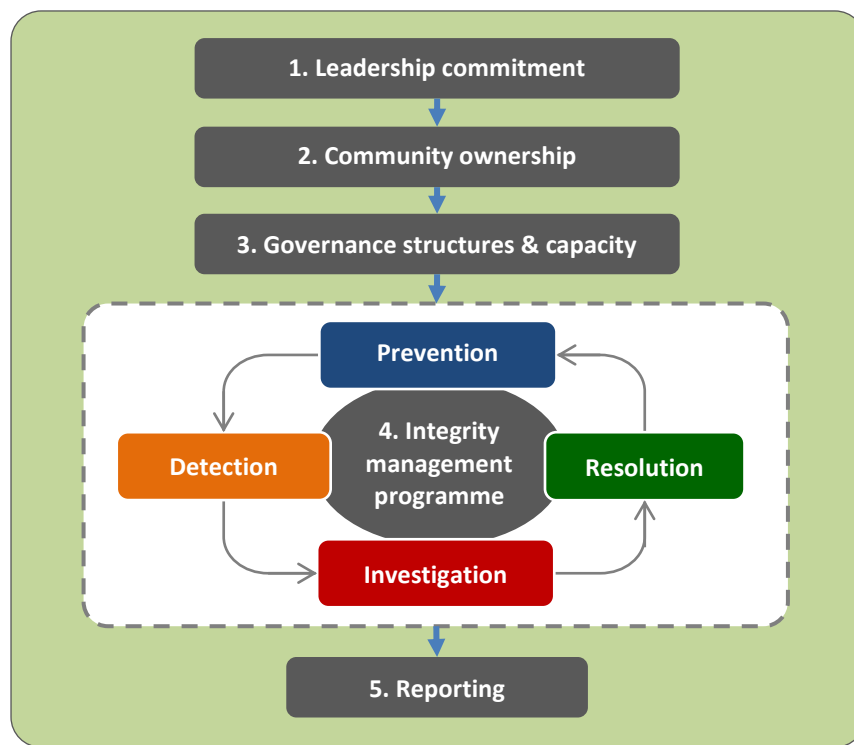 1. Leadership commitment
2. Community ownership
3. Governance structures & capacity
Prevention
4. Integrity
management
programme
Detection
Resolution
Investigation
5. Reporting